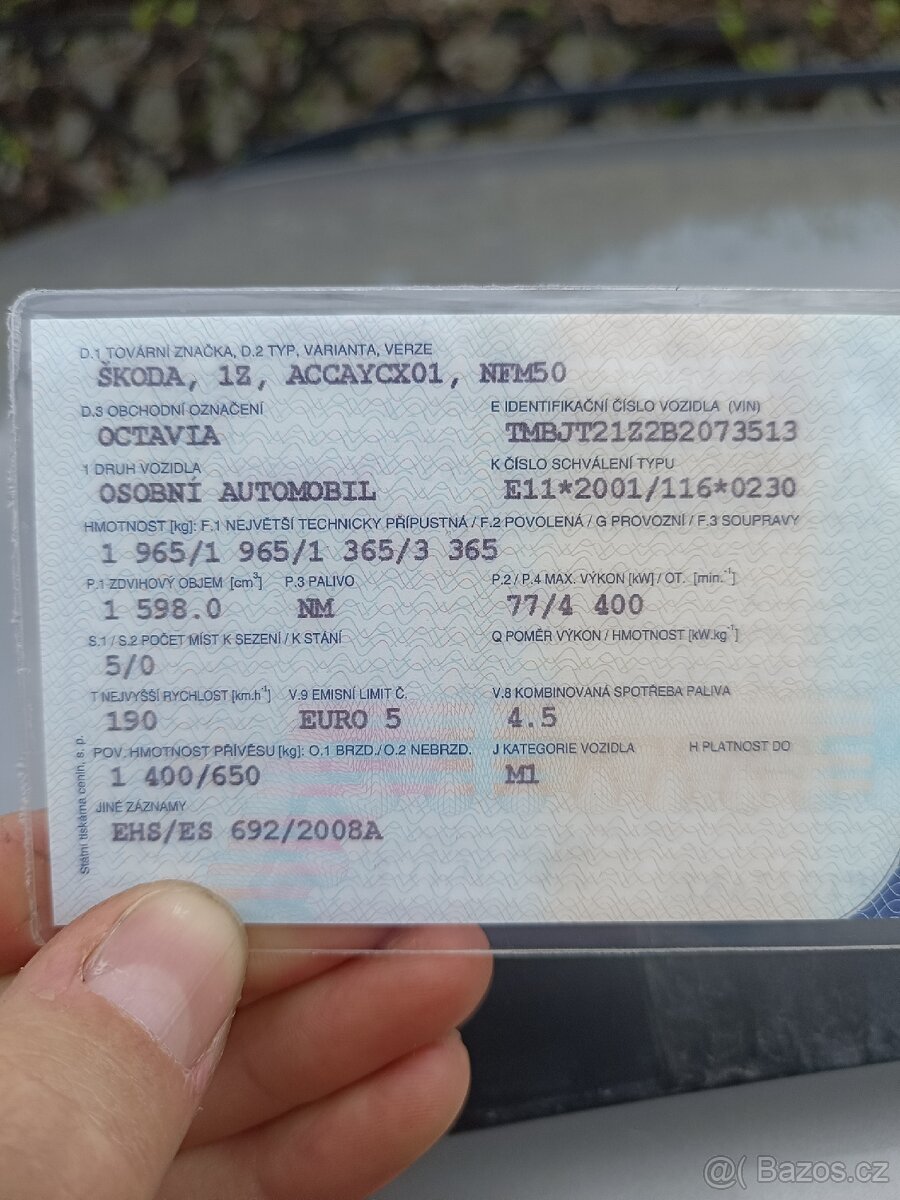 D.1 TOVÁRNÍ ZNAČKA, D.2 TYP, VARIANTA, VERZE
ŠKODA, 1Z, ACCAYCX01, NFM50
D.3 OBCHODNÍ OZNAČENÍ E IDENTIFIKAČNÍ ČÍSLO VOZIDLA (VIN)
OCTAVIA TMBJT21Z2B2073513
1 DRUH VOZIDLA K ČÍSLO SCHVÁLENÍ TYPU
OSOBNÍ AUTOMOBIL E11*2001/116*0230
HMOTNOST [kg]: F.1 NEJVĚTŠÍ TECHNICKY PŘÍPUSTNÁ / F.2 POVOLENÁ / G PROVOZNÍ / F.3 SOUPRAVY
1 965/1 965/1 365/3 365
P.1 ZDVIHOVÝ OBJEM [cm³] P.3 PALIVO P.2 / P.4 MAX. VÝKON [kW] / OT. [min.⁻¹]
1 598.0 NM 77/4 400
S.1 / S.2 POČET MÍST K SEZENÍ / K STÁNÍ Q POMĚR VÝKON / HMOTNOST [kW.kg⁻¹]
5/0
T NEJVYŠŠÍ RYCHLOST [km.h⁻¹] V.9 EMISNÍ LIMIT Č. V.8 KOMBINOVANÁ SPOTŘEBA PALIVA
190 EURO 5 4.5
POV. HMOTNOST PŘÍVĚSU [kg]: O.1 BRZD./O.2 NEBRZD. J KATEGORIE VOZIDLA H PLATNOST DO
1 400/650 M1
JINÉ ZÁZNAMY
EHS/ES 692/2008A
Státní tiskárna cenin, s. p.
@( Bazos.cz